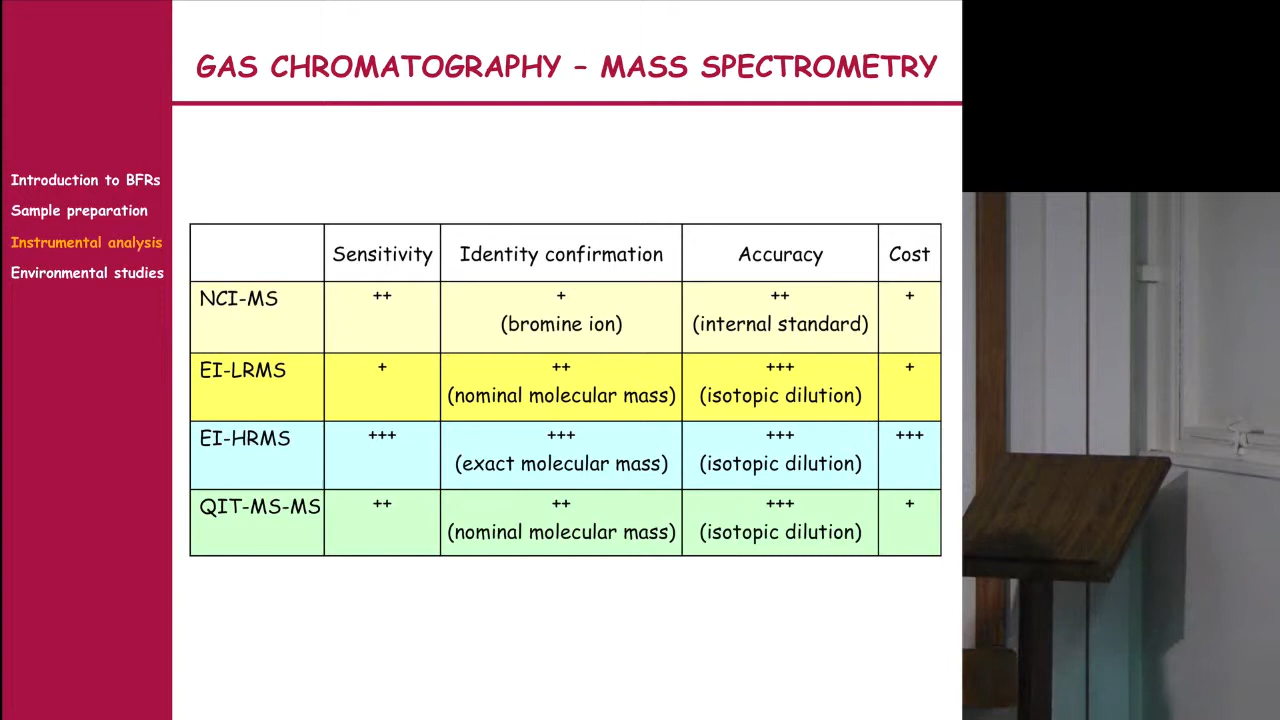 GAS CHROMATOGRAPHY – MASS SPECTROMETRY
Introduction to BFRs
Sample preparation
Instrumental analysis
Environmental studies
Sensitivity Identity confirmation Accuracy Cost
NCI-MS ++ + ++ +
(bromine ion) (internal standard)
EI-LRMS + ++ +++ +
(nominal molecular mass) (isotopic dilution)
EI-HRMS +++ +++ +++ +++
(exact molecular mass) (isotopic dilution)
QIT-MS-MS ++ ++ +++ +
(nominal molecular mass) (isotopic dilution)